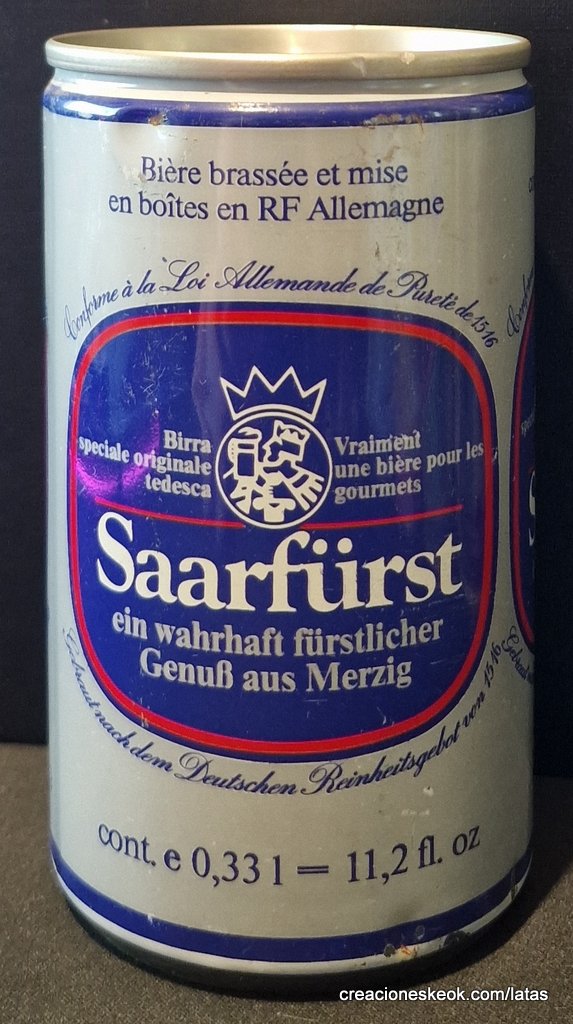 Bière brassée et mise
en boîtes en RF Allemagne
Conforme à la Loi Allemande de Pureté de 1516
Birra
speciale originale
tedesca
Vraiment
une bière pour les
gourmets
Saarfürst
ein wahrhaft fürstlicher
Genuß aus Merzig
Gebraut nach dem Deutschen Reinheitsgebot von 1516
cont. e 0,33 l = 11,2 fl. oz
creacioneskeok.com/latas